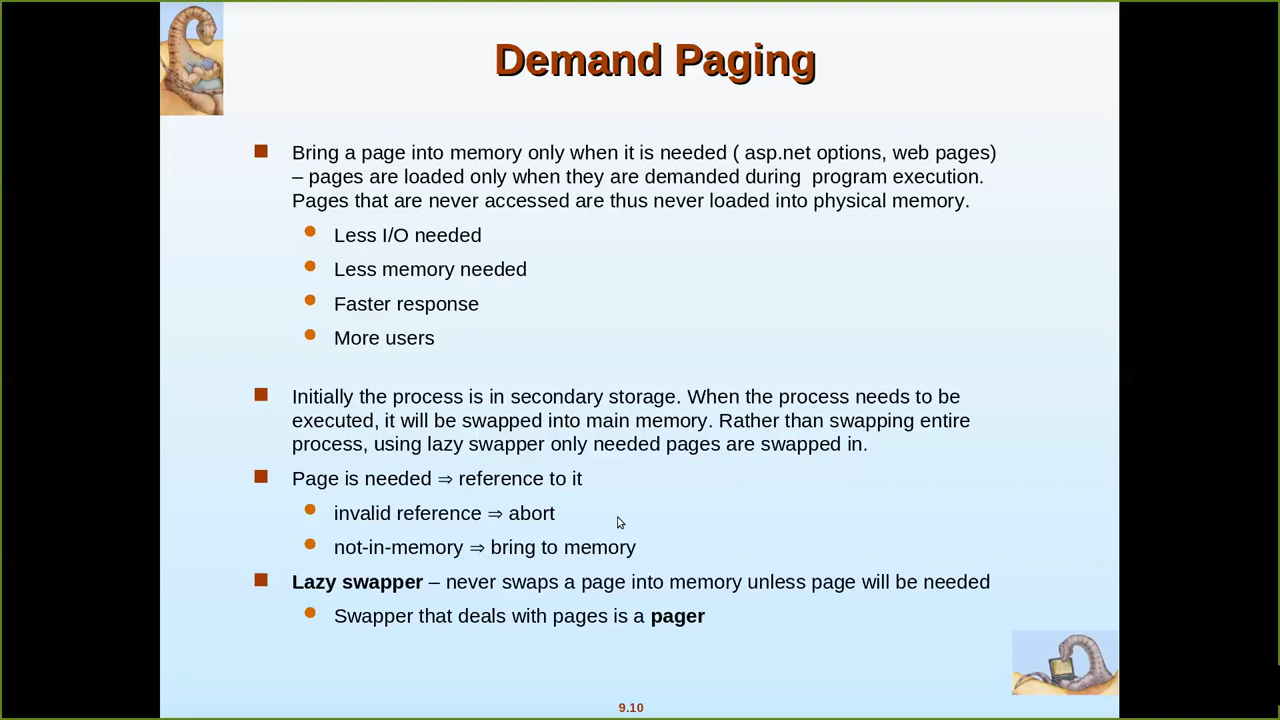 Demand Paging
Bring a page into memory only when it is needed ( asp.net options, web pages)
– pages are loaded only when they are demanded during  program execution.
Pages that are never accessed are thus never loaded into physical memory.
Less I/O needed
Less memory needed
Faster response
More users
Initially the process is in secondary storage. When the process needs to be
executed, it will be swapped into main memory. Rather than swapping entire
process, using lazy swapper only needed pages are swapped in.
Page is needed ⇒ reference to it
invalid reference ⇒ abort
not-in-memory ⇒ bring to memory
Lazy swapper – never swaps a page into memory unless page will be needed
Swapper that deals with pages is a pager
9.10